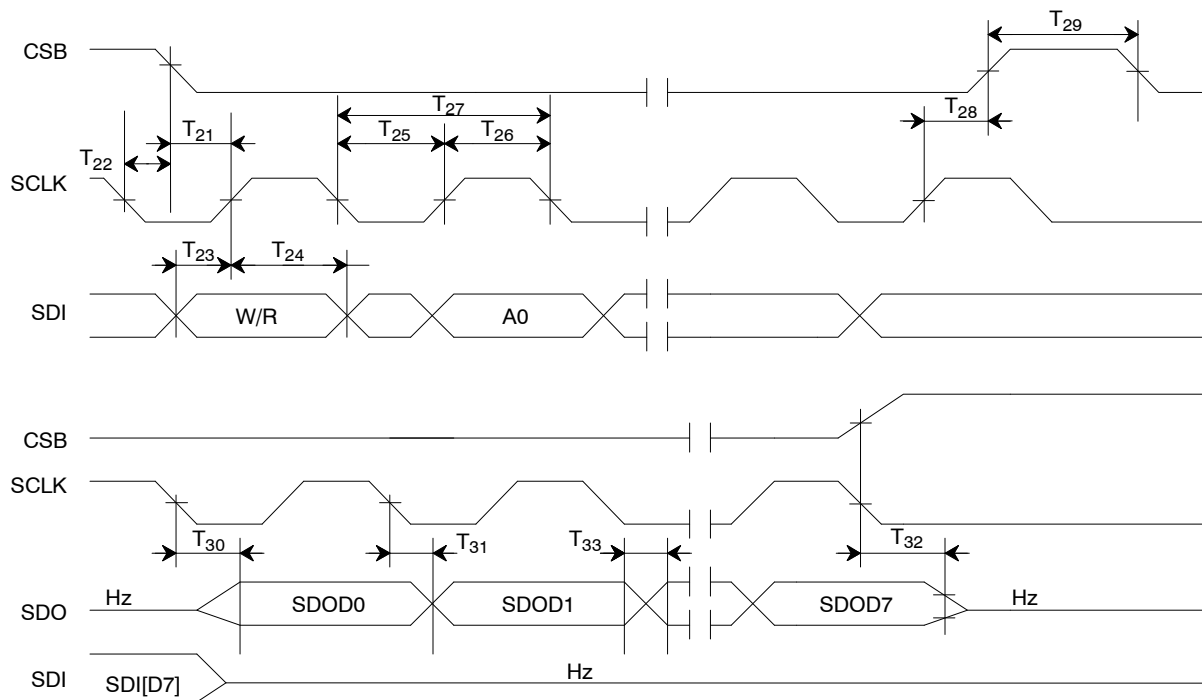 T29
CSB
T27
T28
T21
T25
T26
T22
SCLK
T23
T24
SDI
W/R
A0
CSB
SCLK
T30
T31
T33
T32
Hz
SDOD0
SDOD1
SDOD7
Hz
SDO
Hz
SDI
SDI[D7]